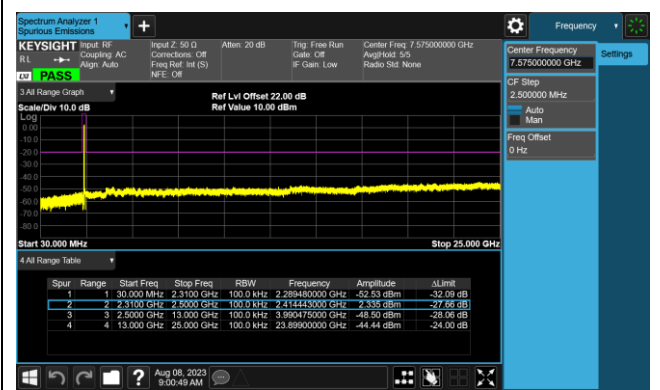 Spectrum Analyzer 1
Spurious Emissions
Frequency
KEYSIGHT Input: RF Input Z: 50 Ω Atten: 20 dB Trig: Free Run Center Freq: 7.575000000 GHz
RL Coupling: AC Corrections: Off Gate: Off Avg|Hold: 5/5
Align: Auto Freq Ref: Int (S) IF Gain: Low Radio Std: None
LXI PASS NFE: Off
Center Frequency
7.575000000 GHz
Settings
CF Step
2.500000 MHz
Auto
Man
Freq Offset
0 Hz
3 All Range Graph
Ref Lvl Offset 22.00 dB
Scale/Div 10.0 dB Ref Value 10.00 dBm
Log
0.00
-10.0
-20.0
-30.0
-40.0
-50.0
-60.0
-70.0
-80.0
Start 30.000 MHz Stop 25.000 GHz
4 All Range Table
Spur Range Start Freq Stop Freq RBW Frequency Amplitude ΔLimit
1 1 30.000 MHz 2.3100 GHz 100.0 kHz 2.289480000 GHz -52.53 dBm -32.09 dB
2 2 2.3100 GHz 2.5000 GHz 100.0 kHz 2.414443000 GHz 2.335 dBm -27.66 dB
3 3 2.5000 GHz 13.000 GHz 100.0 kHz 3.990475000 GHz -48.50 dBm -28.06 dB
4 4 13.000 GHz 25.000 GHz 100.0 kHz 23.89900000 GHz -44.44 dBm -24.00 dB
Aug 08, 2023
9:00:49 AM